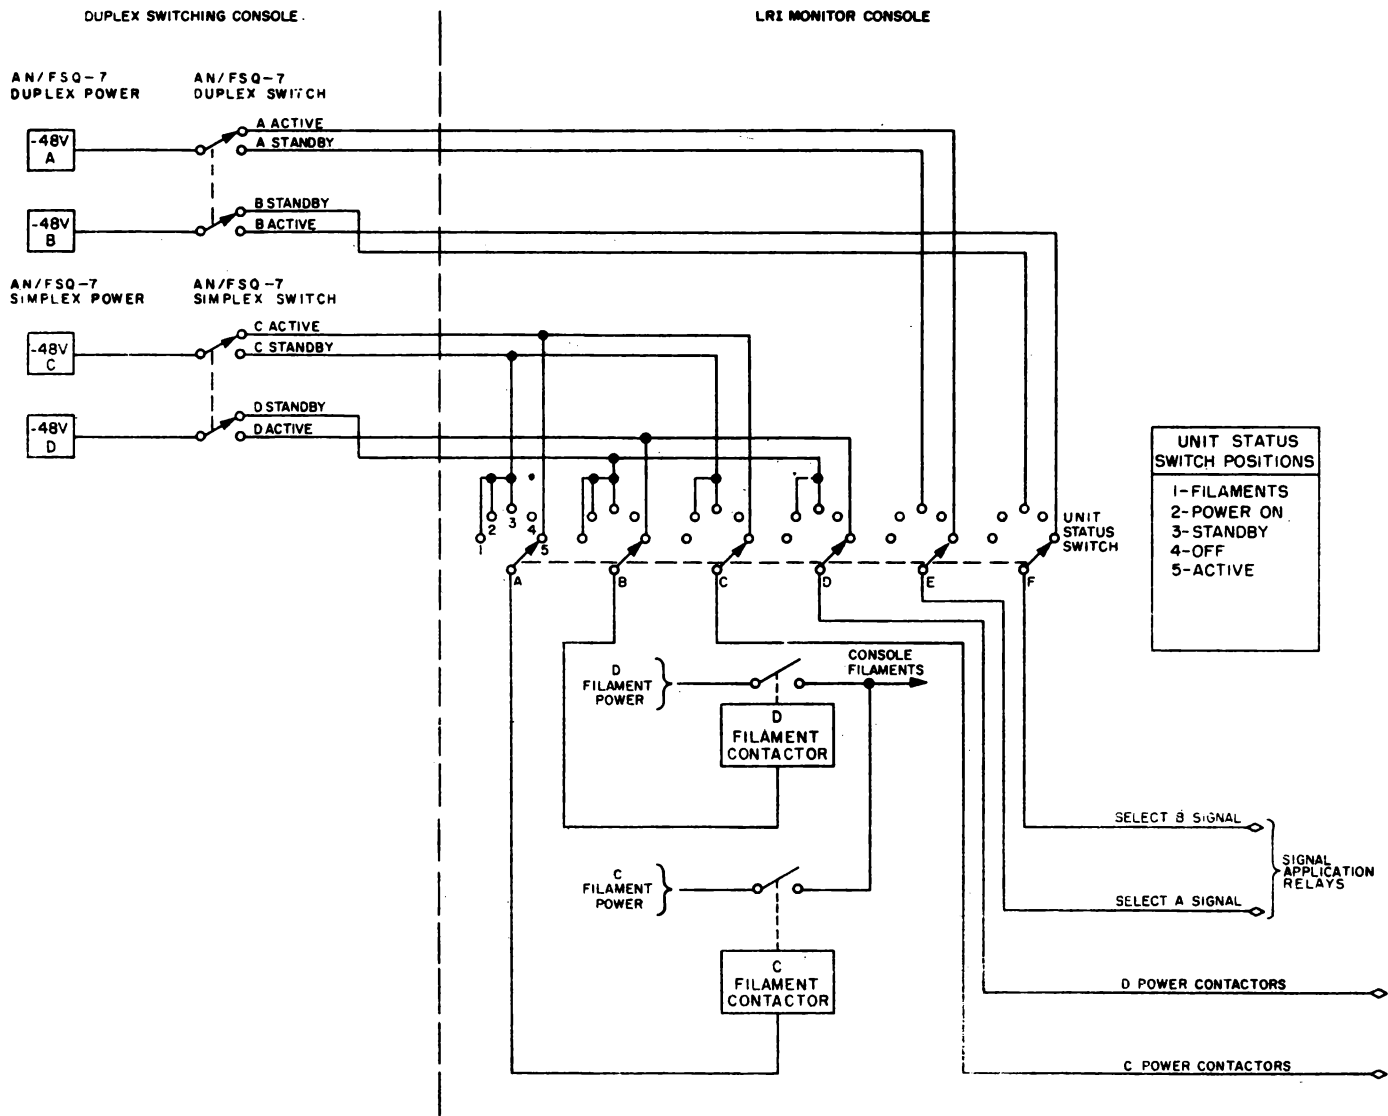 DUPLEX SWITCHING CONSOLE.
LRI MONITOR CONSOLE
AN/FSQ-7
DUPLEX POWER
AN/FSQ-7
DUPLEX SWITCH
-48V
A
A ACTIVE
A STANDBY
-48V
B
B STANDBY
B ACTIVE
AN/FSQ-7
SIMPLEX POWER
AN/FSQ-7
SIMPLEX SWITCH
-48V
C
C ACTIVE
C STANDBY
-48V
D
D STANDBY
D ACTIVE
1
2
3
4
5
UNIT
STATUS
SWITCH
A
B
C
D
E
F
UNIT STATUS
SWITCH POSITIONS
1-FILAMENTS
2-POWER ON
3-STANDBY
4-OFF
5-ACTIVE
D
FILAMENT
POWER
CONSOLE
FILAMENTS
D
FILAMENT
CONTACTOR
C
FILAMENT
POWER
C
FILAMENT
CONTACTOR
SELECT B SIGNAL
SELECT A SIGNAL
SIGNAL
APPLICATION
RELAYS
D POWER CONTACTORS
C POWER CONTACTORS